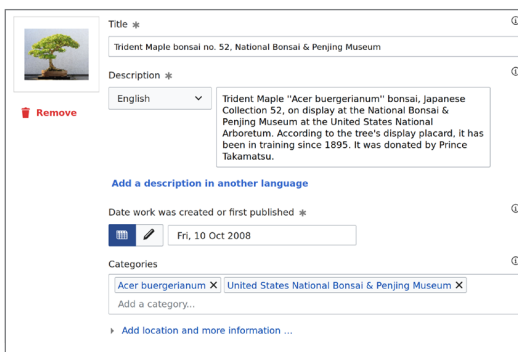 Title ✱
Trident Maple bonsai no. 52, National Bonsai & Penjing Museum
Description ✱
English
Trident Maple ''Acer buergerianum'' bonsai, Japanese
Collection 52, on display at the National Bonsai &
Penjing Museum at the United States National
Arboretum. According to the tree's display placard, it has
been in training since 1895. It was donated by Prince
Takamatsu.
Remove
Add a description in another language
Date work was created or first published ✱
Fri, 10 Oct 2008
Categories
Acer buergerianum ✕ United States National Bonsai & Penjing Museum ✕
Add a category...
Add location and more information ...